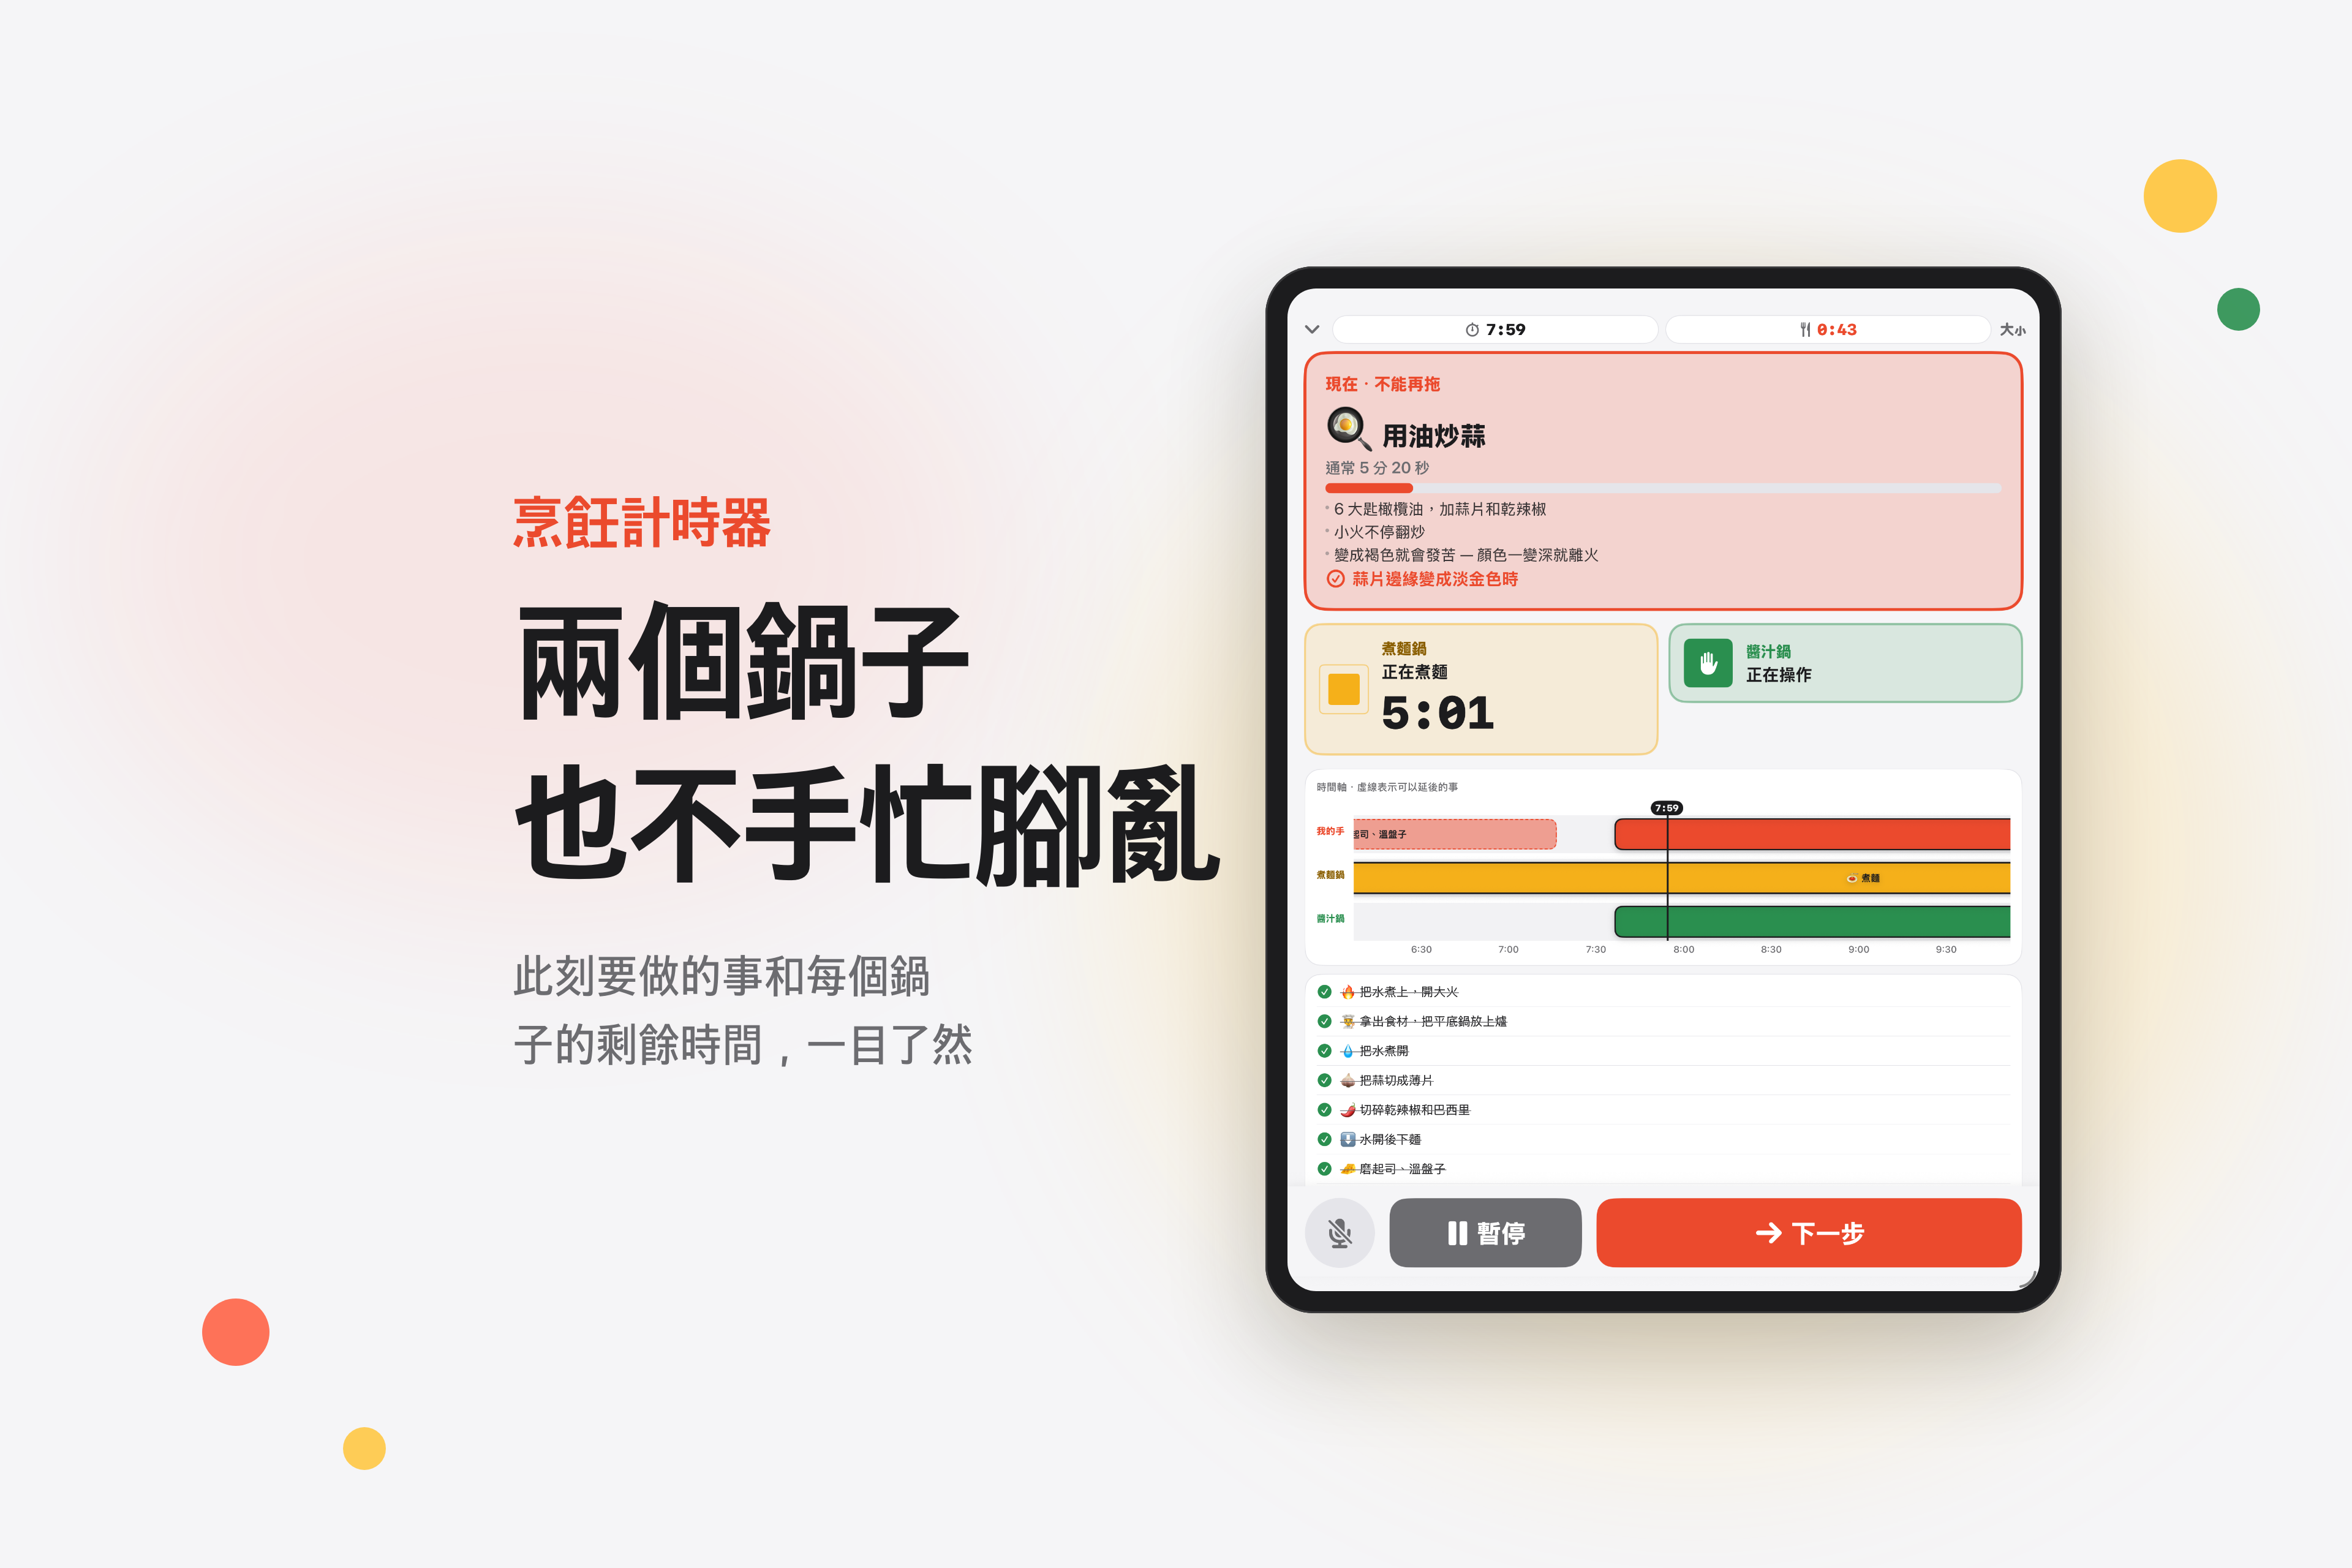 烹飪計時器
兩個鍋子
也不手忙腳亂
此刻要做的事和每個鍋
子的剩餘時間，一目了然
7:59
0:43
大小
現在 · 不能再拖
用油炒蒜
通常 5 分 20 秒
6 大匙橄欖油，加蒜片和乾辣椒
小火不停翻炒
變成褐色就會發苦 — 顏色一變深就離火
蒜片邊緣變成淡金色時
煮麵鍋
正在煮麵
5:01
醬汁鍋
正在操作
時間軸 · 虛線表示可以延後的事
7:59
我的手
起司、溫盤子
煮麵鍋
煮麵
醬汁鍋
6:30 7:00 7:30 8:00 8:30 9:00 9:30
把水煮上，開大火
拿出食材，把平底鍋放上爐
把水煮開
把蒜切成薄片
切碎乾辣椒和巴西里
水開後下麵
磨起司、溫盤子
暫停
下一步